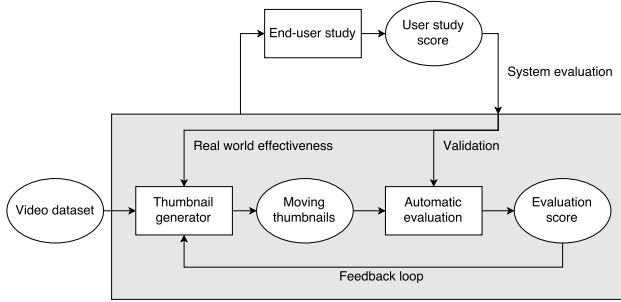 End-user study
User study
score
System evaluation
Real world effectiveness
Validation
Video dataset
Thumbnail
generator
Moving
thumbnails
Automatic
evaluation
Evaluation
score
Feedback loop